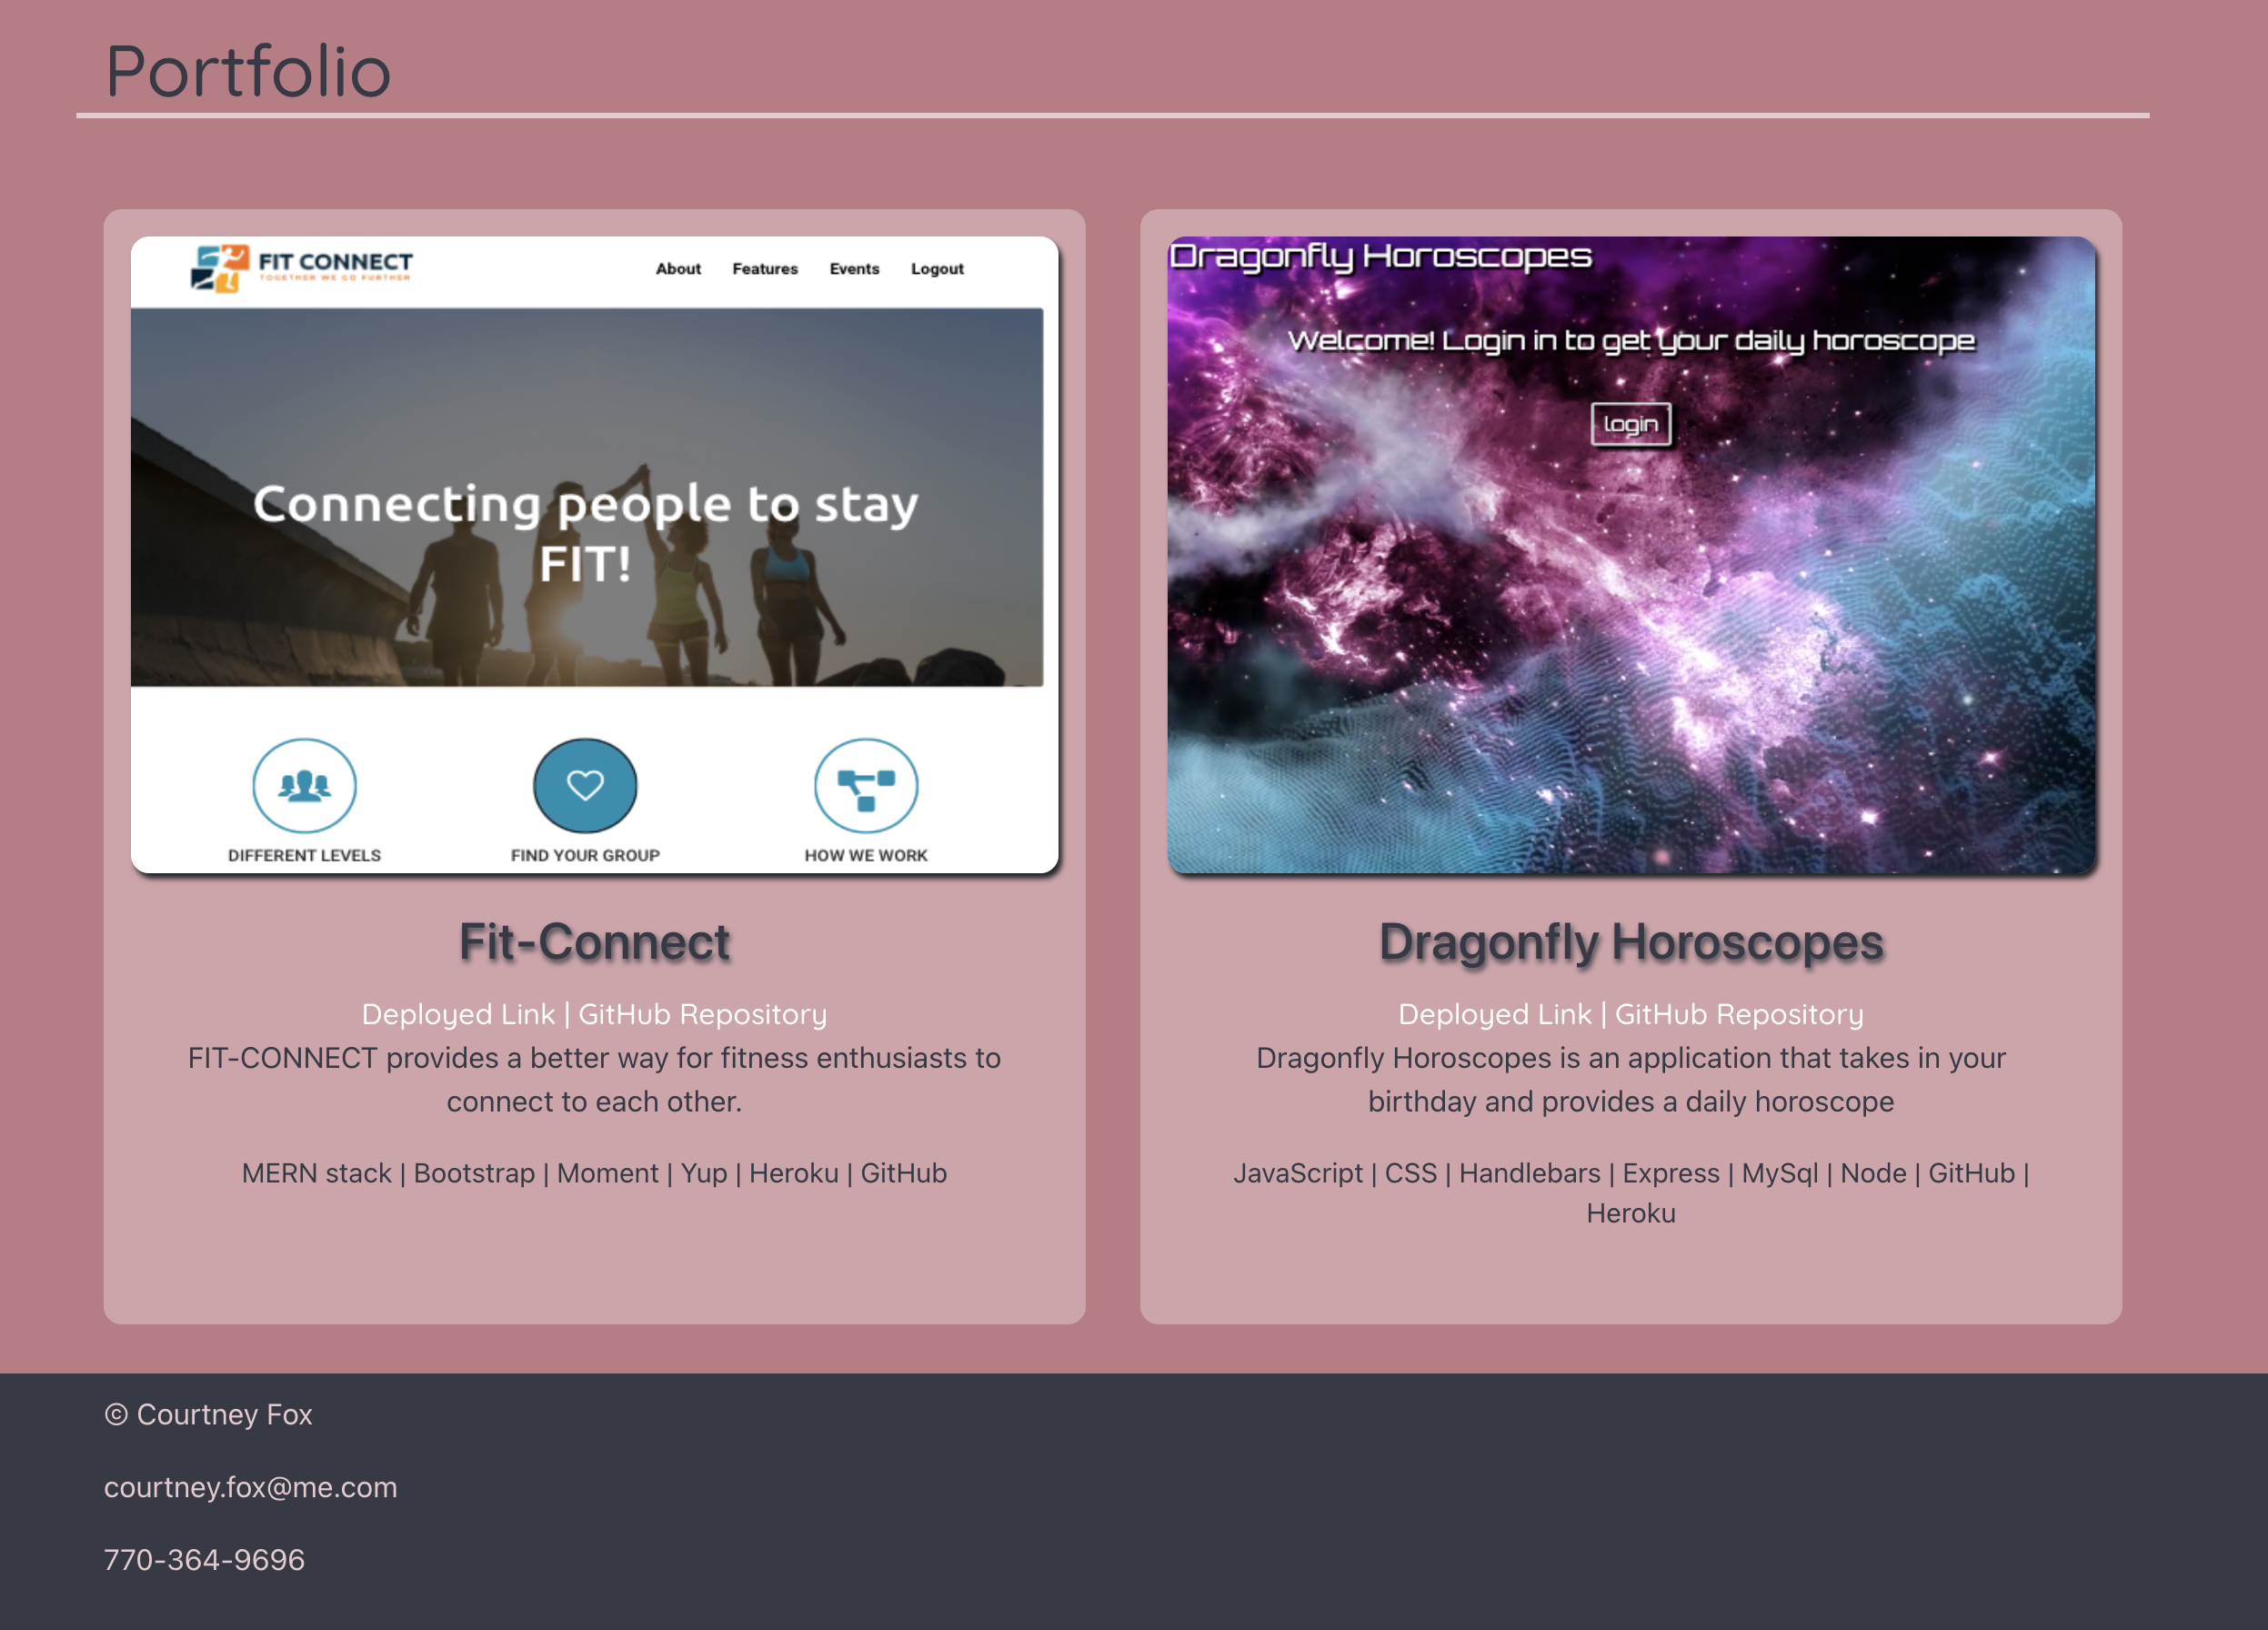 Portfolio
FIT CONNECT
TOGETHER WE GO FURTHER
About Features Events Logout
Connecting people to stay
FIT!
DIFFERENT LEVELS
FIND YOUR GROUP
HOW WE WORK
Fit-Connect
Deployed Link | GitHub Repository
FIT-CONNECT provides a better way for fitness enthusiasts to
connect to each other.
MERN stack | Bootstrap | Moment | Yup | Heroku | GitHub
Dragonfly Horoscopes
Welcome! Login in to get your daily horoscope
login
Dragonfly Horoscopes
Deployed Link | GitHub Repository
Dragonfly Horoscopes is an application that takes in your
birthday and provides a daily horoscope
JavaScript | CSS | Handlebars | Express | MySql | Node | GitHub |
Heroku
© Courtney Fox
courtney.fox@me.com
770-364-9696